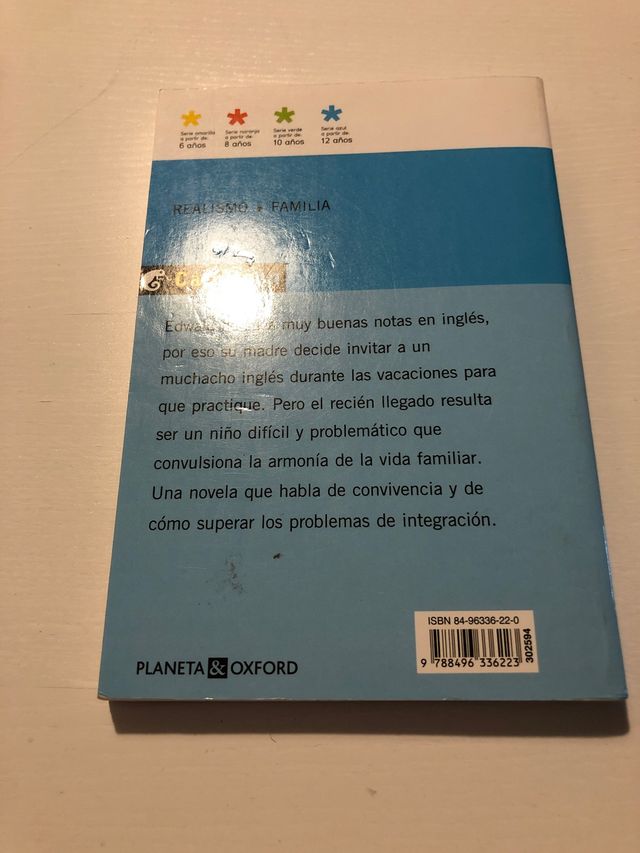 Serie amarilla
a partir de:
6 años
Serie naranja
a partir de:
8 años
Serie verde
a partir de:
10 años
Serie azul
a partir de:
12 años
REALISMO FAMILIA
muy buenas notas en inglés,
por eso su madre decide invitar a un
muchacho inglés durante las vacaciones para
que practique. Pero el recién llegado resulta
ser un niño difícil y problemático que
convulsiona la armonía de la vida familiar.
Una novela que habla de convivencia y de
cómo superar los problemas de integración.
ISBN 84-96336-22-0
9 788496 336223
302594
PLANETA & OXFORD